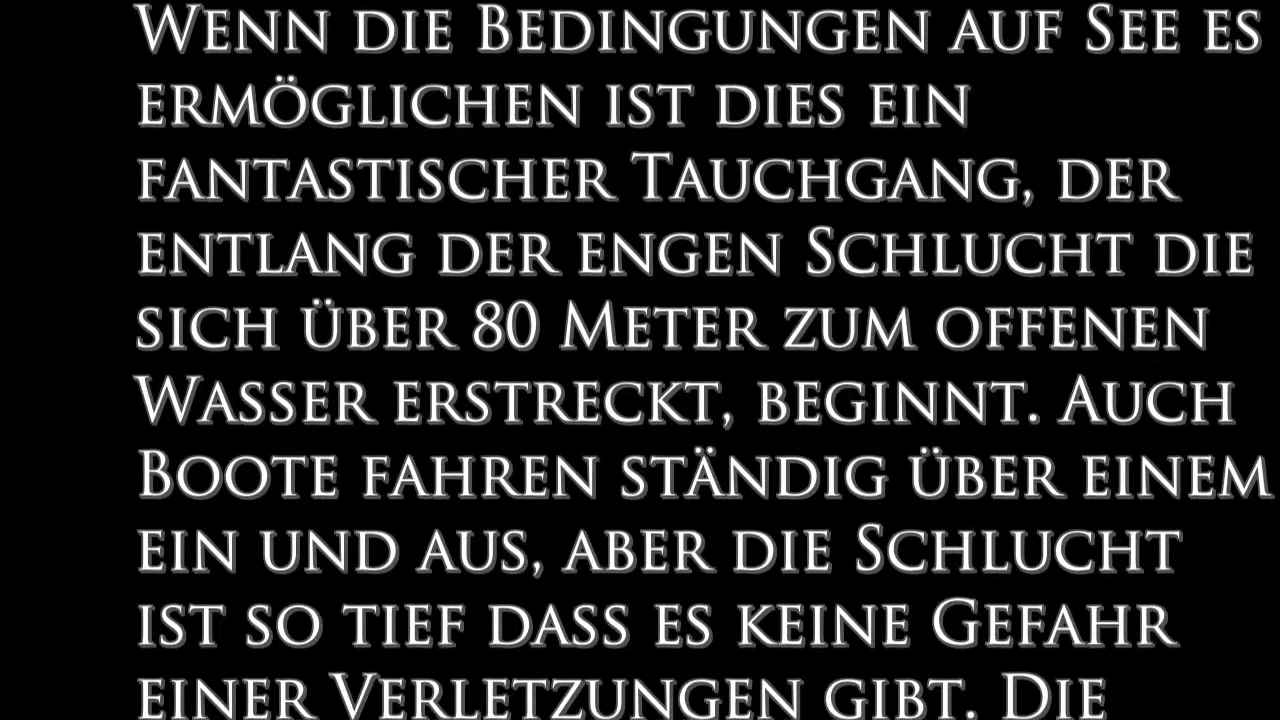 Wenn die Bedingungen auf See es
ermöglichen ist dies ein
fantastischer Tauchgang, der
entlang der engen Schlucht die
sich über 80 Meter zum offenen
Wasser erstreckt, beginnt. Auch
Boote fahren ständig über einem
ein und aus, aber die Schlucht
ist so tief dass es keine Gefahr
einer Verletzungen gibt. Die